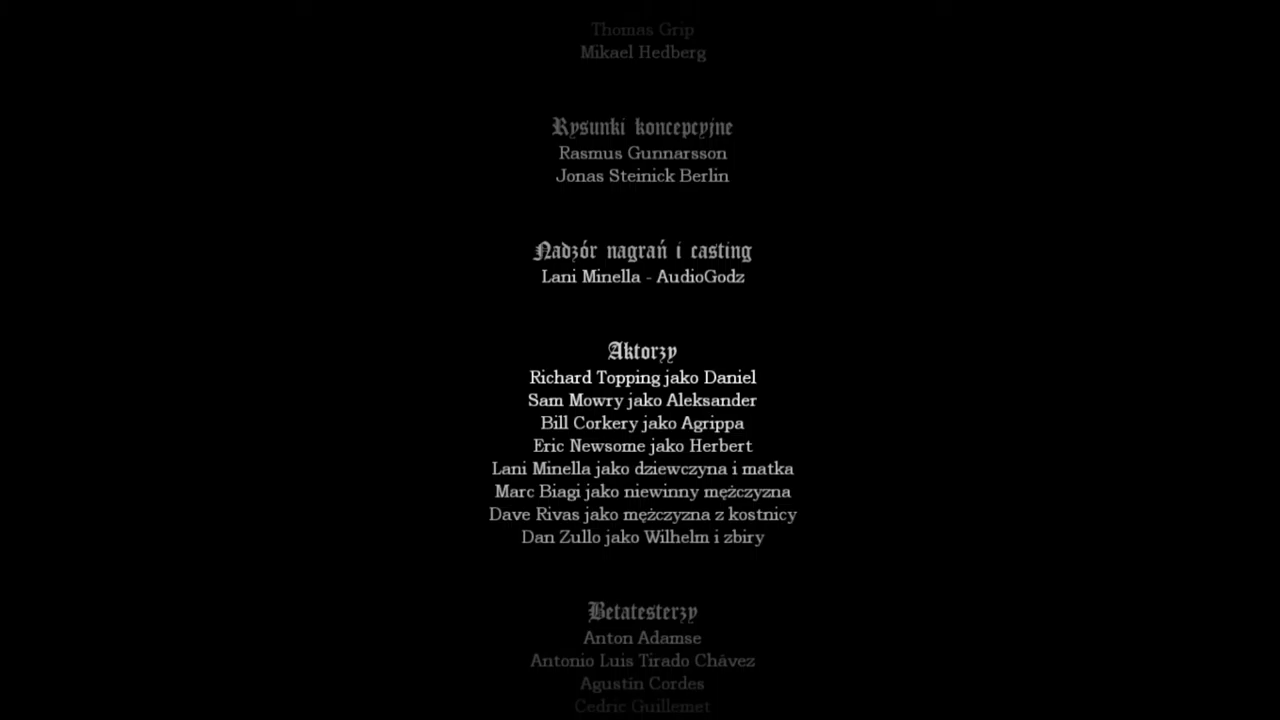 Thomas Grip
Mikael Hedberg
Rysunki koncepcyjne
Rasmus Gunnarsson
Jonas Steinick Berlin
Nadzór nagrań i casting
Lani Minella - AudioGodz
Aktorzy
Richard Topping jako Daniel
Sam Mowry jako Aleksander
Bill Corkery jako Agrippa
Eric Newsome jako Herbert
Lani Minella jako dziewczyna i matka
Marc Biagi jako niewinny mężczyzna
Dave Rivas jako mężczyzna z kostnicy
Dan Zullo jako Wilhelm i zbiry
Betatesterzy
Anton Adamse
Antonio Luis Tirado Chávez
Agustín Cordes
Cedric Guillemet